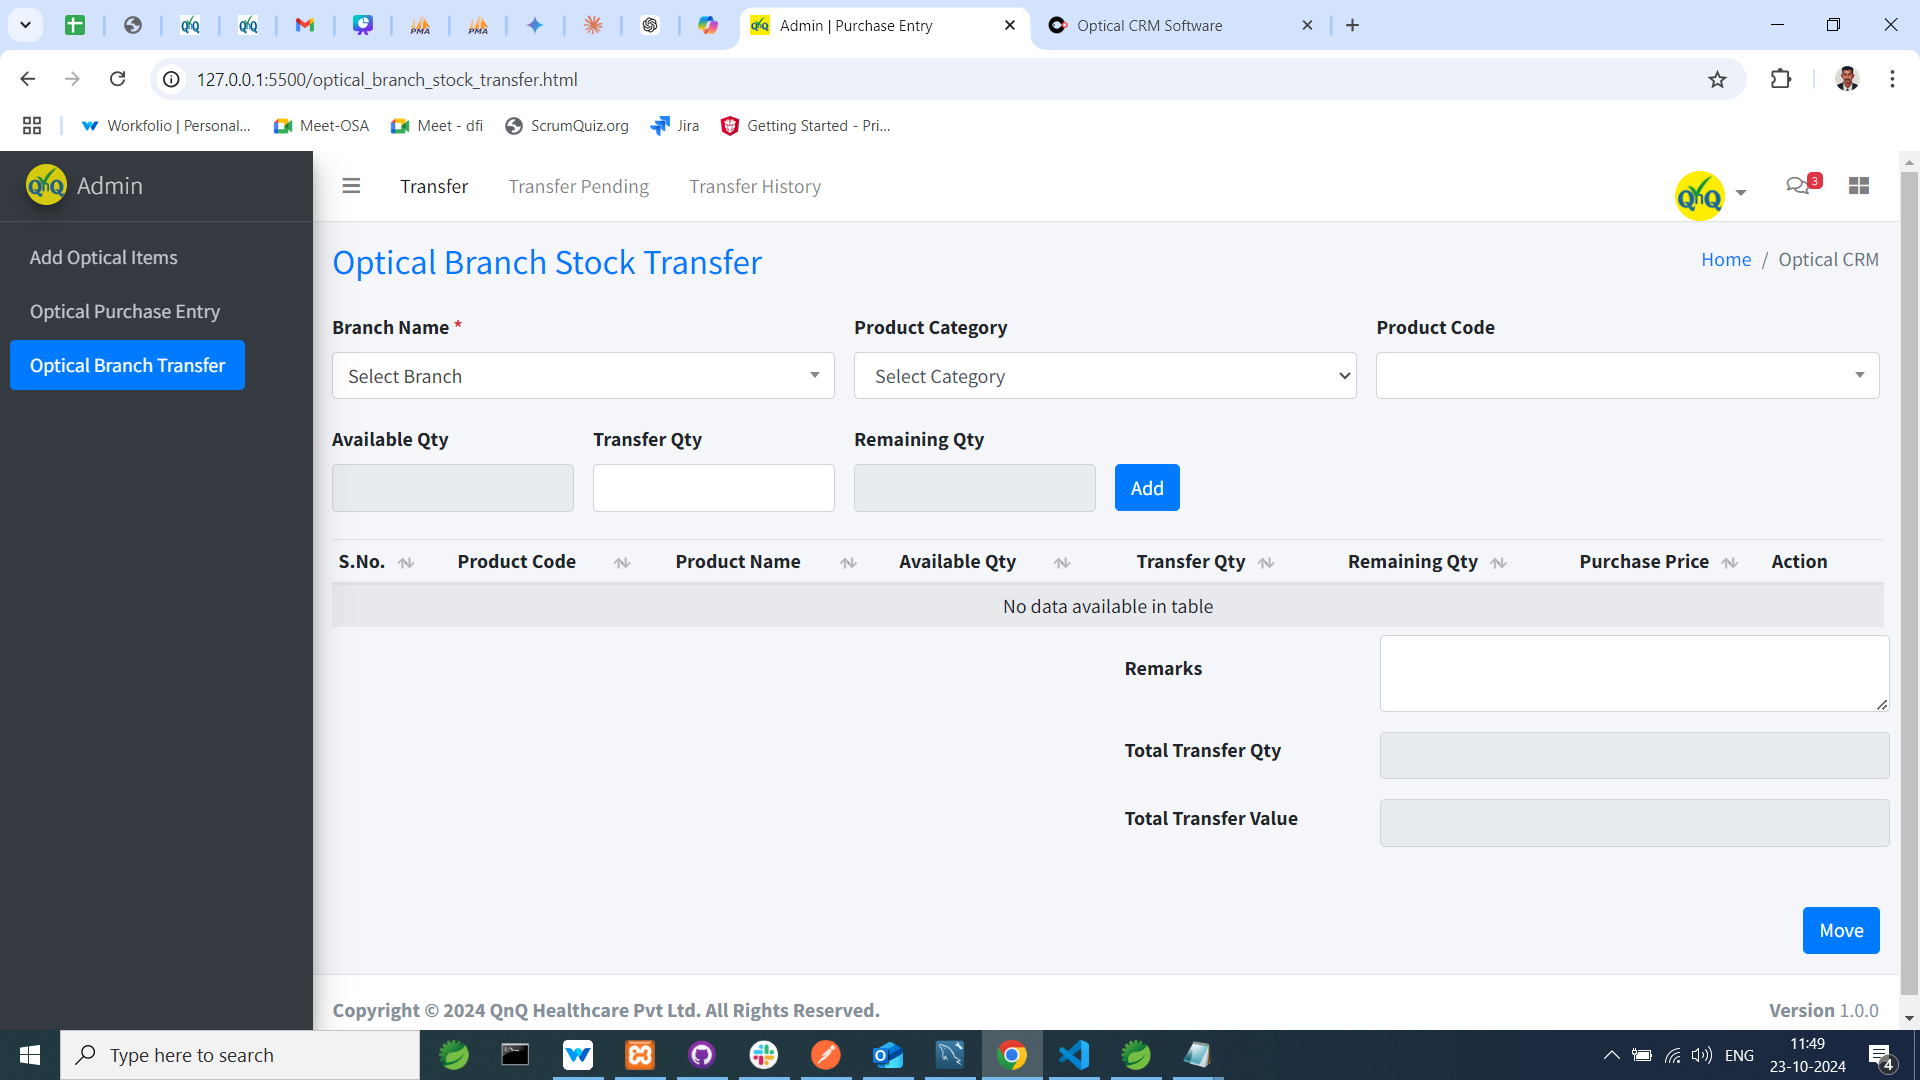 PMA PMA Admin | Purchase Entry Optical CRM Software
127.0.0.1:5500/optical_branch_stock_transfer.html
Workfolio | Personal... Meet-OSA Meet - dfi ScrumQuiz.org Jira Getting Started - Pri...
QnQ Admin Transfer Transfer Pending Transfer History QnQ 3
Add Optical Items
Optical Purchase Entry
Optical Branch Transfer
Optical Branch Stock Transfer Home / Optical CRM
Branch Name * Product Category Product Code
Select Branch Select Category
Available Qty Transfer Qty Remaining Qty
Add
S.No. Product Code Product Name Available Qty Transfer Qty Remaining Qty Purchase Price Action
No data available in table
Remarks
Total Transfer Qty
Total Transfer Value
Move
Copyright © 2024 QnQ Healthcare Pvt Ltd. All Rights Reserved. Version 1.0.0
Type here to search ENG 11:49
23-10-2024 4